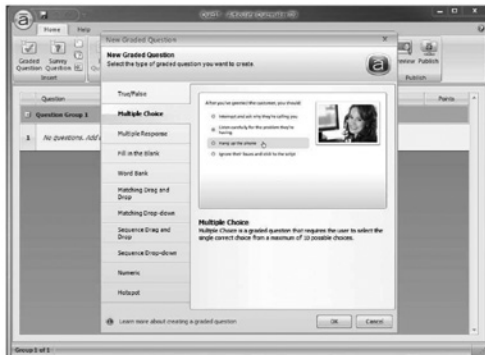 Home Help
Graded Question
Survey Question
Insert
Preview Publish
Publish
Question
Points
Question Group 1
1 No questions. Add
New Graded Question
New Graded Question
Select the type of graded question you want to create.
True/False
Multiple Choice
Multiple Response
Fill in the Blank
Word Bank
Matching Drag and Drop
Matching Drop-down
Sequence Drag and Drop
Sequence Drop-down
Numeric
Hotspot
After you've greeted the customer, you should:
Interrupt and ask why they're calling you
Listen carefully for the problem they're having
Hang up the phone
Ignore their issues and stick to the script
Multiple Choice
Multiple Choice is a graded question that requires the user to select the single correct choice from a maximum of 10 possible choices.
Learn more about creating a graded question
OK Cancel
Group 1 of 1